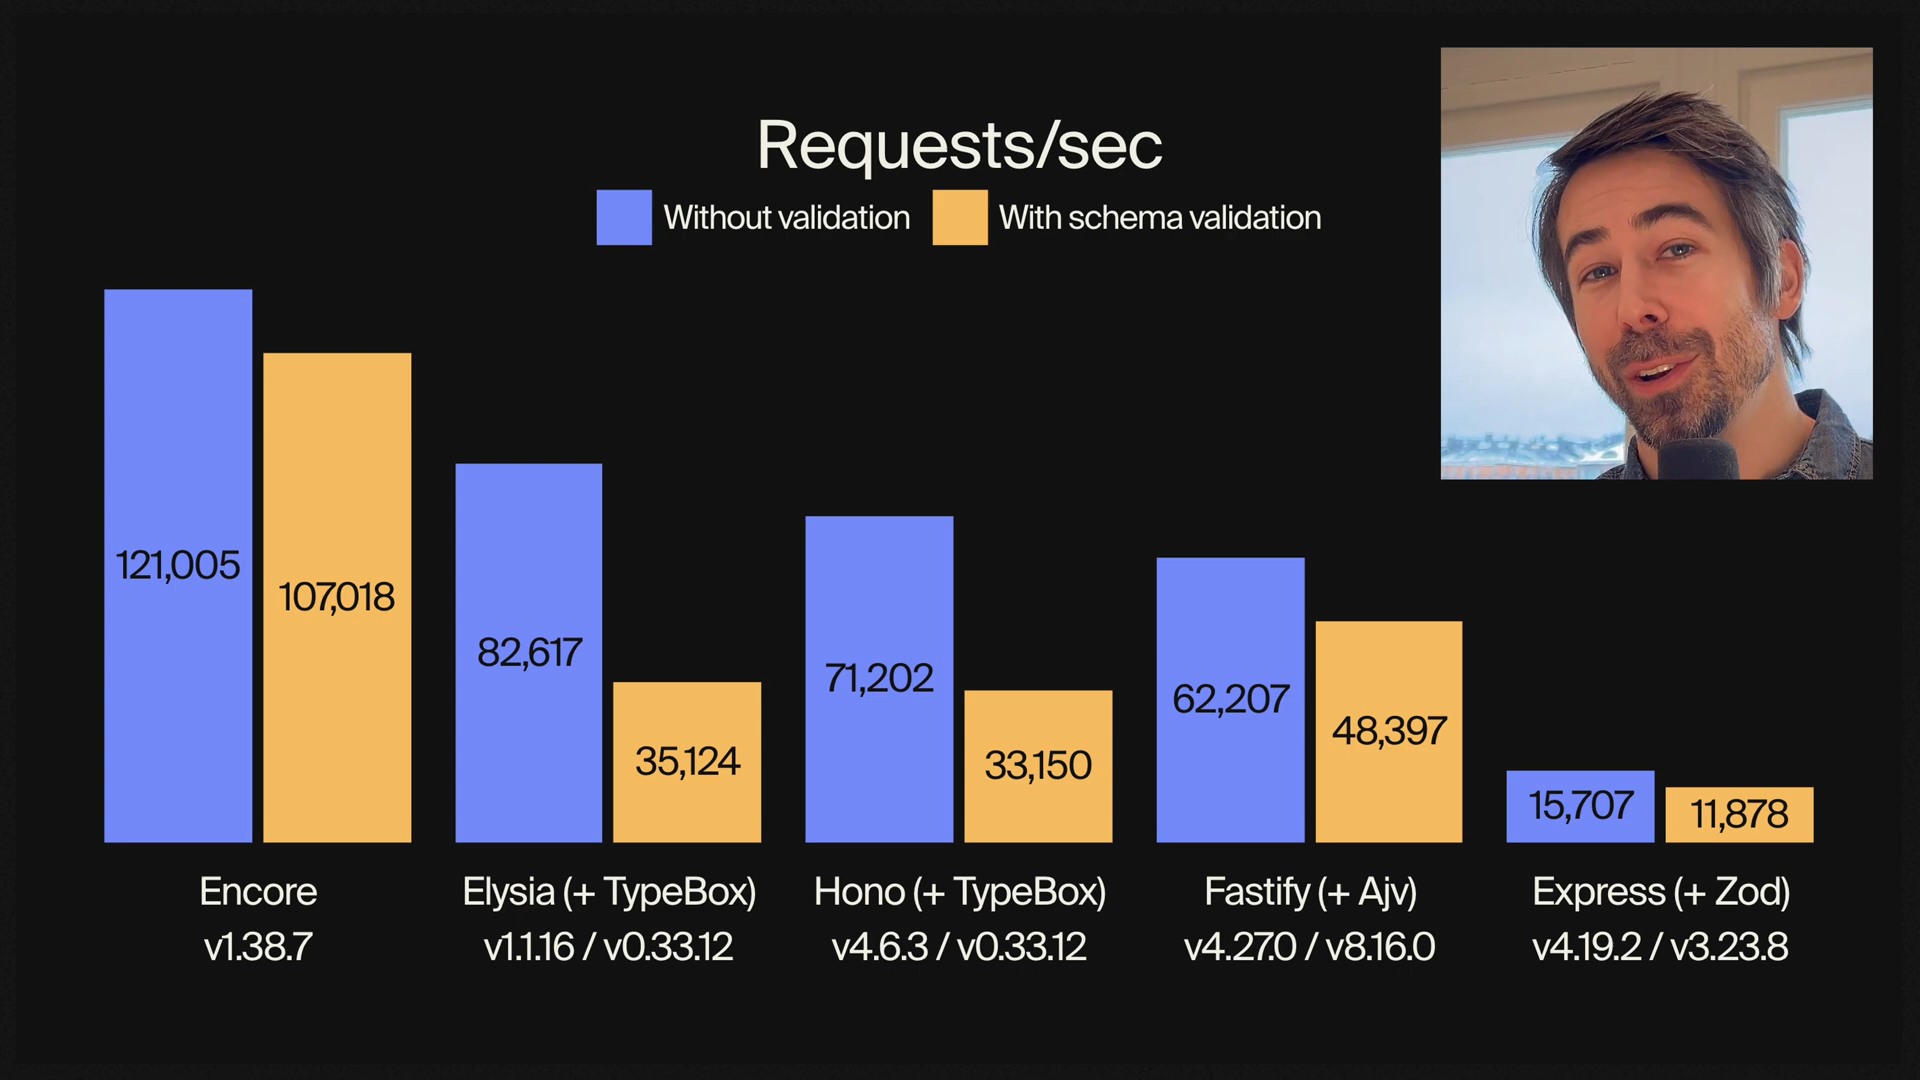 Requests/sec
Without validation
With schema validation
121,005
107,018
82,617
35,124
71,202
33,150
62,207
48,397
15,707
11,878
Encore
v1.38.7
Elysia (+ TypeBox)
v1.1.16 / v0.33.12
Hono (+ TypeBox)
v4.6.3 / v0.33.12
Fastify (+ Ajv)
v4.27.0 / v8.16.0
Express (+ Zod)
v4.19.2 / v3.23.8